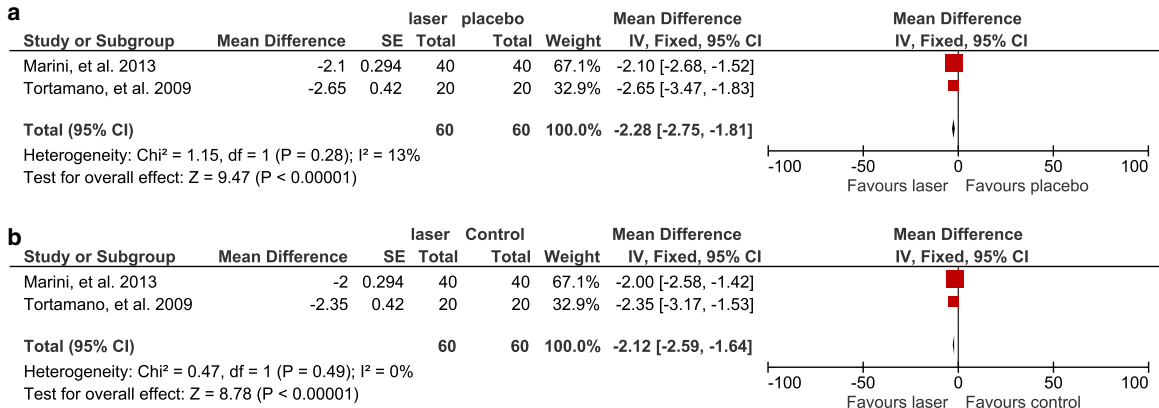 a
laser placebo Mean Difference Mean Difference
Study or Subgroup Mean Difference SE Total Total Weight IV, Fixed, 95% CI IV, Fixed, 95% CI
Marini, et al. 2013 -2.1 0.294 40 40 67.1% -2.10 [-2.68, -1.52]
Tortamano, et al. 2009 -2.65 0.42 20 20 32.9% -2.65 [-3.47, -1.83]
Total (95% CI) 60 60 100.0% -2.28 [-2.75, -1.81]
Heterogeneity: Chi² = 1.15, df = 1 (P = 0.28); I² = 13%
Test for overall effect: Z = 9.47 (P < 0.00001)
-100 -50 0 50 100
Favours laser Favours placebo
b
laser Control Mean Difference Mean Difference
Study or Subgroup Mean Difference SE Total Total Weight IV, Fixed, 95% CI IV, Fixed, 95% CI
Marini, et al. 2013 -2 0.294 40 40 67.1% -2.00 [-2.58, -1.42]
Tortamano, et al. 2009 -2.35 0.42 20 20 32.9% -2.35 [-3.17, -1.53]
Total (95% CI) 60 60 100.0% -2.12 [-2.59, -1.64]
Heterogeneity: Chi² = 0.47, df = 1 (P = 0.49); I² = 0%
Test for overall effect: Z = 8.78 (P < 0.00001)
-100 -50 0 50 100
Favours laser Favours control